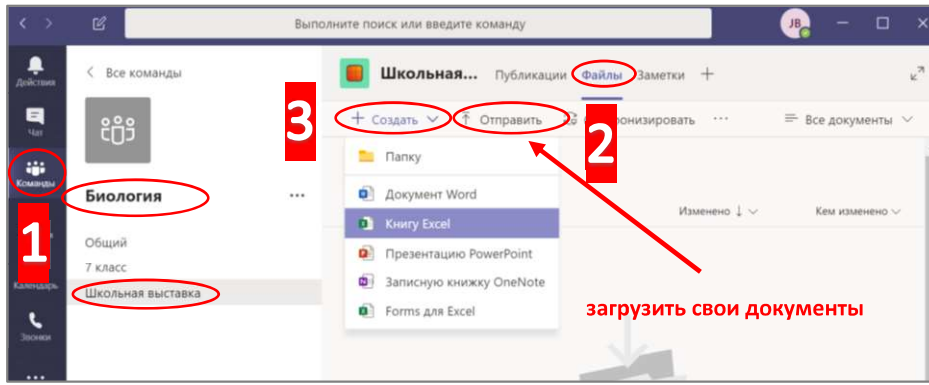 Выполните поиск или введите команду
JB
Действия
Чат
Команды
Календарь
Звонки
Все команды
Биология
Общий
7 класс
Школьная выставка
1
Школьная... Публикации Файлы Заметки
3
Создать Отправить
2
Все документы
Папку
Документ Word
Книгу Excel
Презентацию PowerPoint
Записную книжку OneNote
Forms для Excel
Изменено Кем изменено
загрузить свои документы